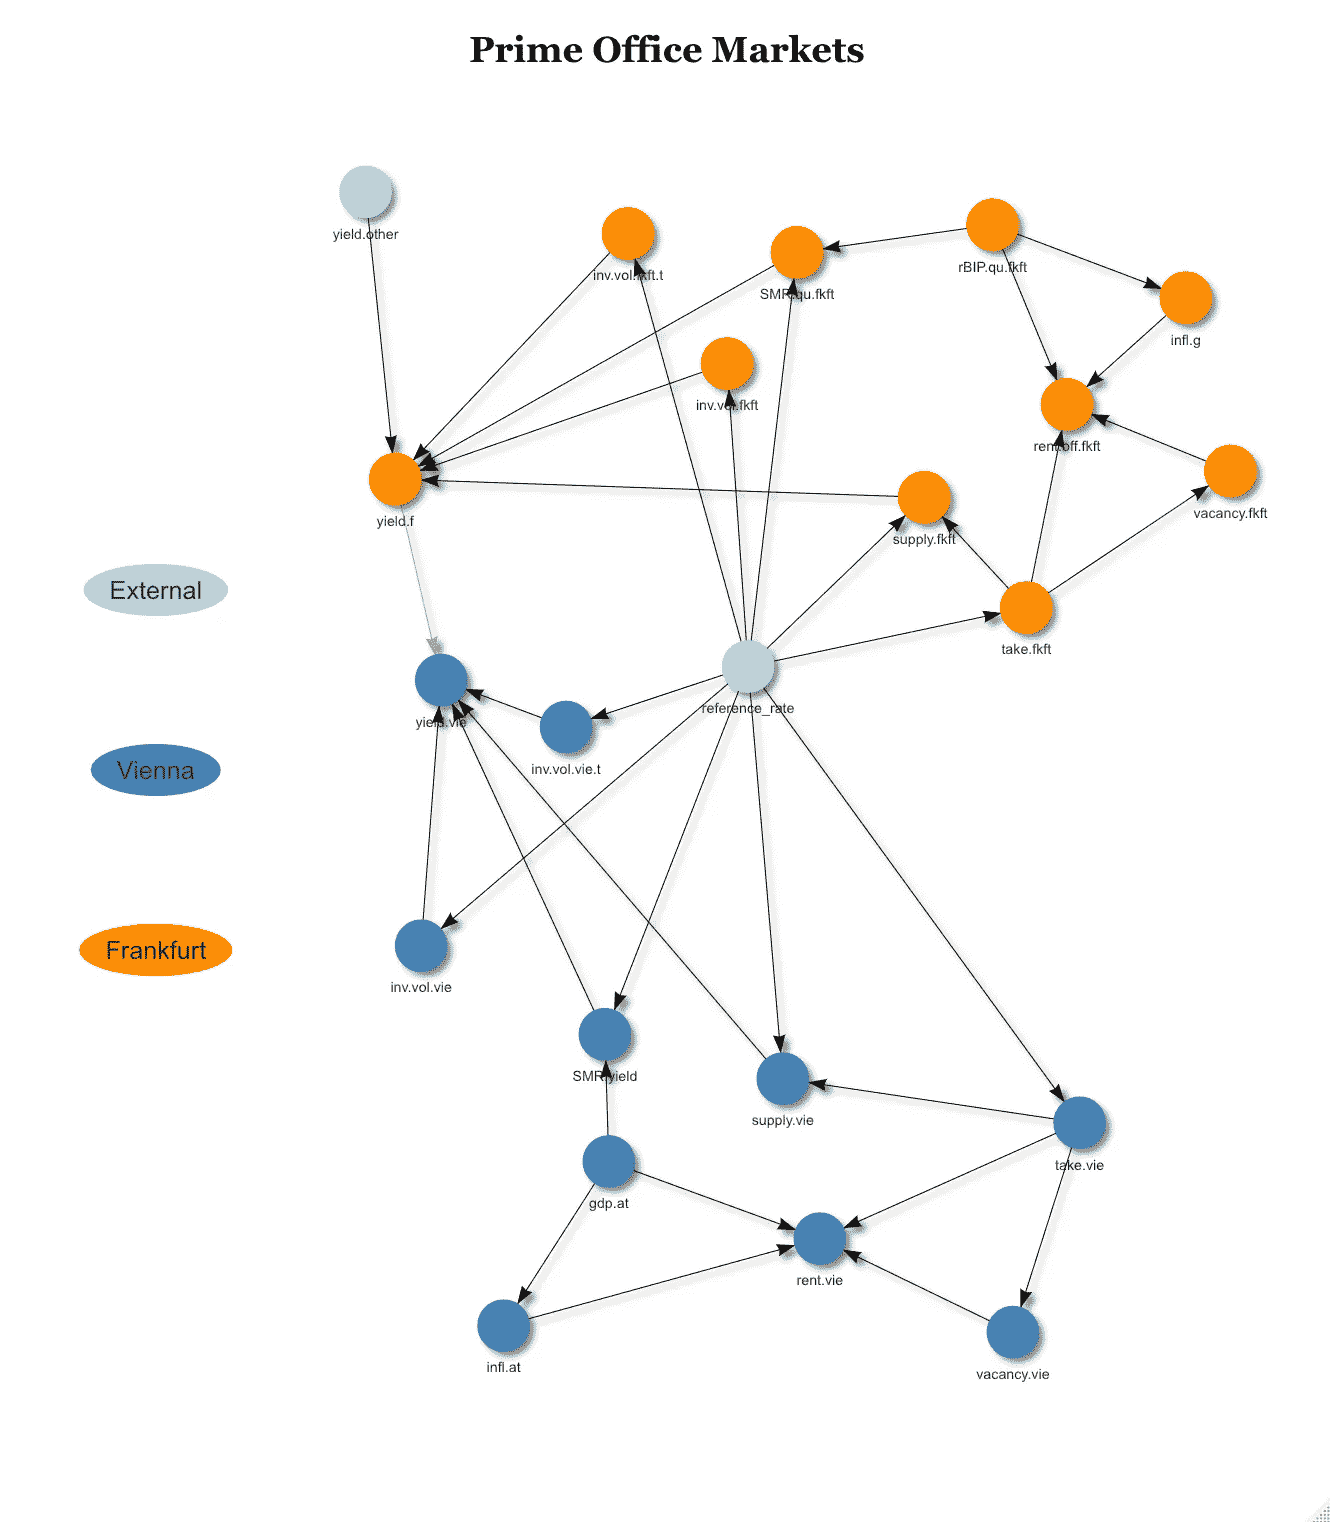 Prime Office Markets
yield.other
inv.vol.fkft.t
SMR.qu.fkft
rBIP.qu.fkft
infl.g
inv.vol.fkft
rent.off.fkft
yield.f
supply.fkft
vacancy.fkft
External
take.fkft
reference_rate
yield.vie
Vienna
inv.vol.vie.t
Frankfurt
inv.vol.vie
SMR.yield
supply.vie
take.vie
gdp.at
rent.vie
infl.at
vacancy.vie